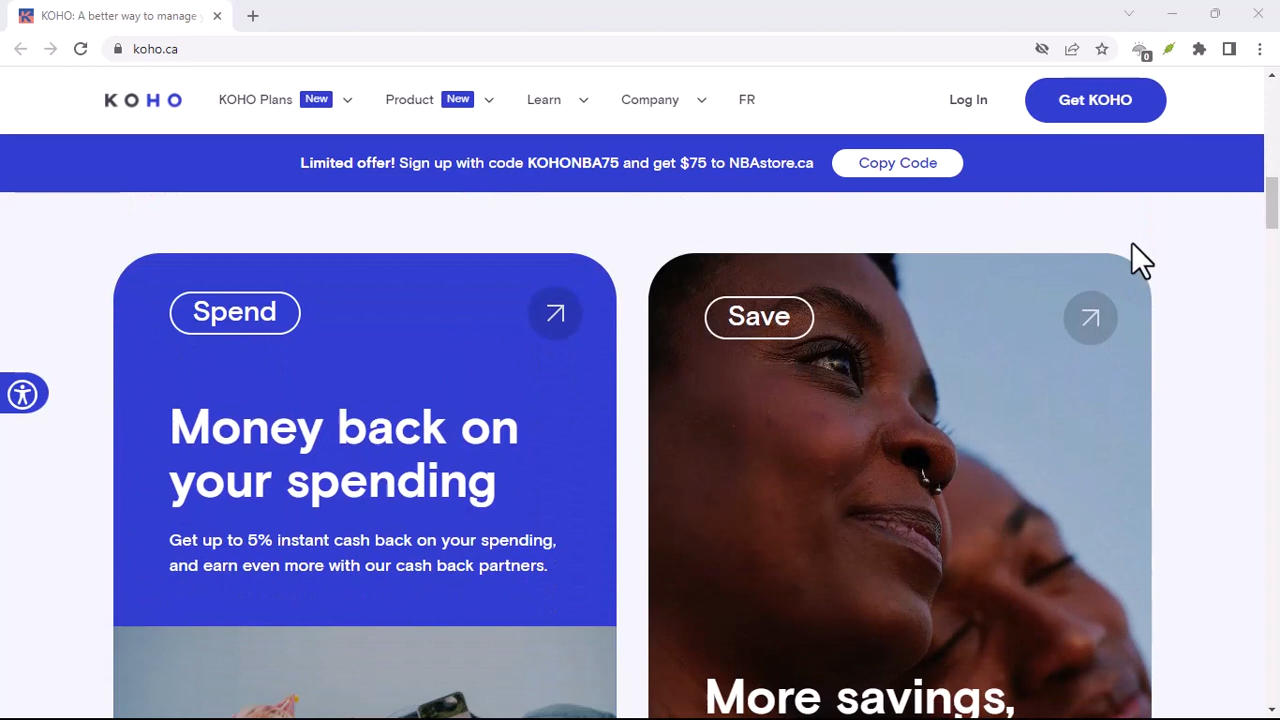 KOHO: A better way to manage
koho.ca
0
KOHO
KOHO Plans New
Product New
Learn
Company
FR
Log In
Get KOHO
Limited offer! Sign up with code KOHONBA75 and get $75 to NBAstore.ca
Copy Code
Spend
Money back on
your spending
Get up to 5% instant cash back on your spending,
and earn even more with our cash back partners.
Save
More savings,